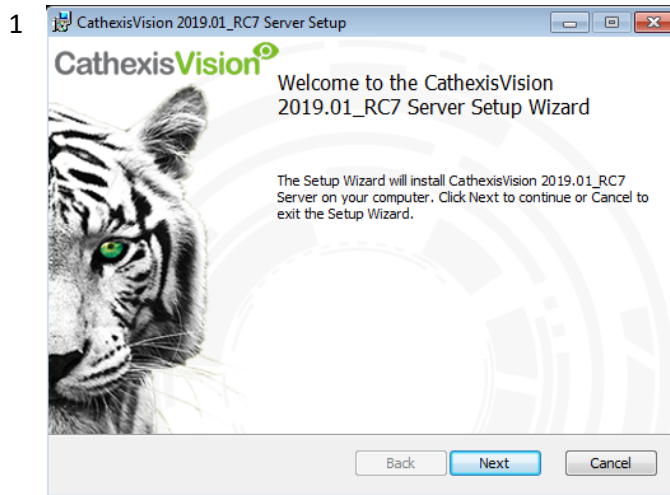 1
CathexisVision 2019.01_RC7 Server Setup
CathexisVision
Welcome to the CathexisVision
2019.01_RC7 Server Setup Wizard
The Setup Wizard will install CathexisVision 2019.01_RC7
Server on your computer. Click Next to continue or Cancel to
exit the Setup Wizard.
Back Next Cancel